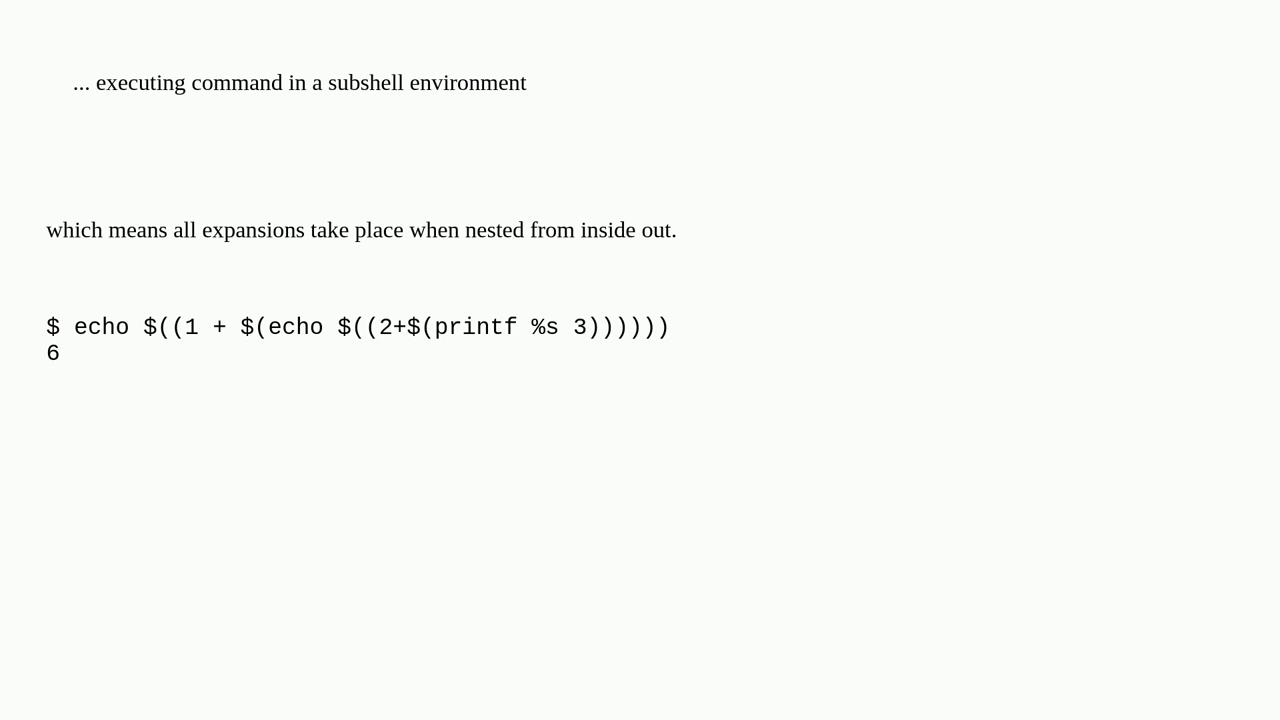 ... executing command in a subshell environment
which means all expansions take place when nested from inside out.
$ echo $((1 + $(echo $((2+$(printf %s 3))))))
6